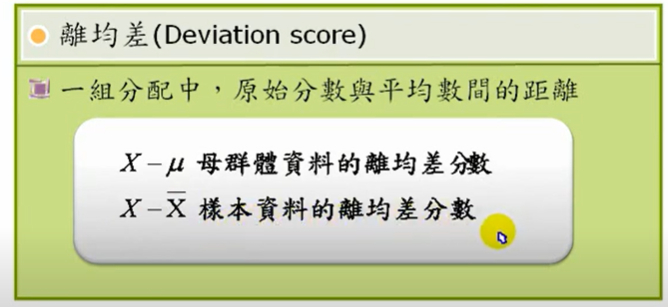 離均差(Deviation score)
一組分配中，原始分數與平均數間的距離
X – μ 母群體資料的離均差分數
X – X̄ 樣本資料的離均差分數